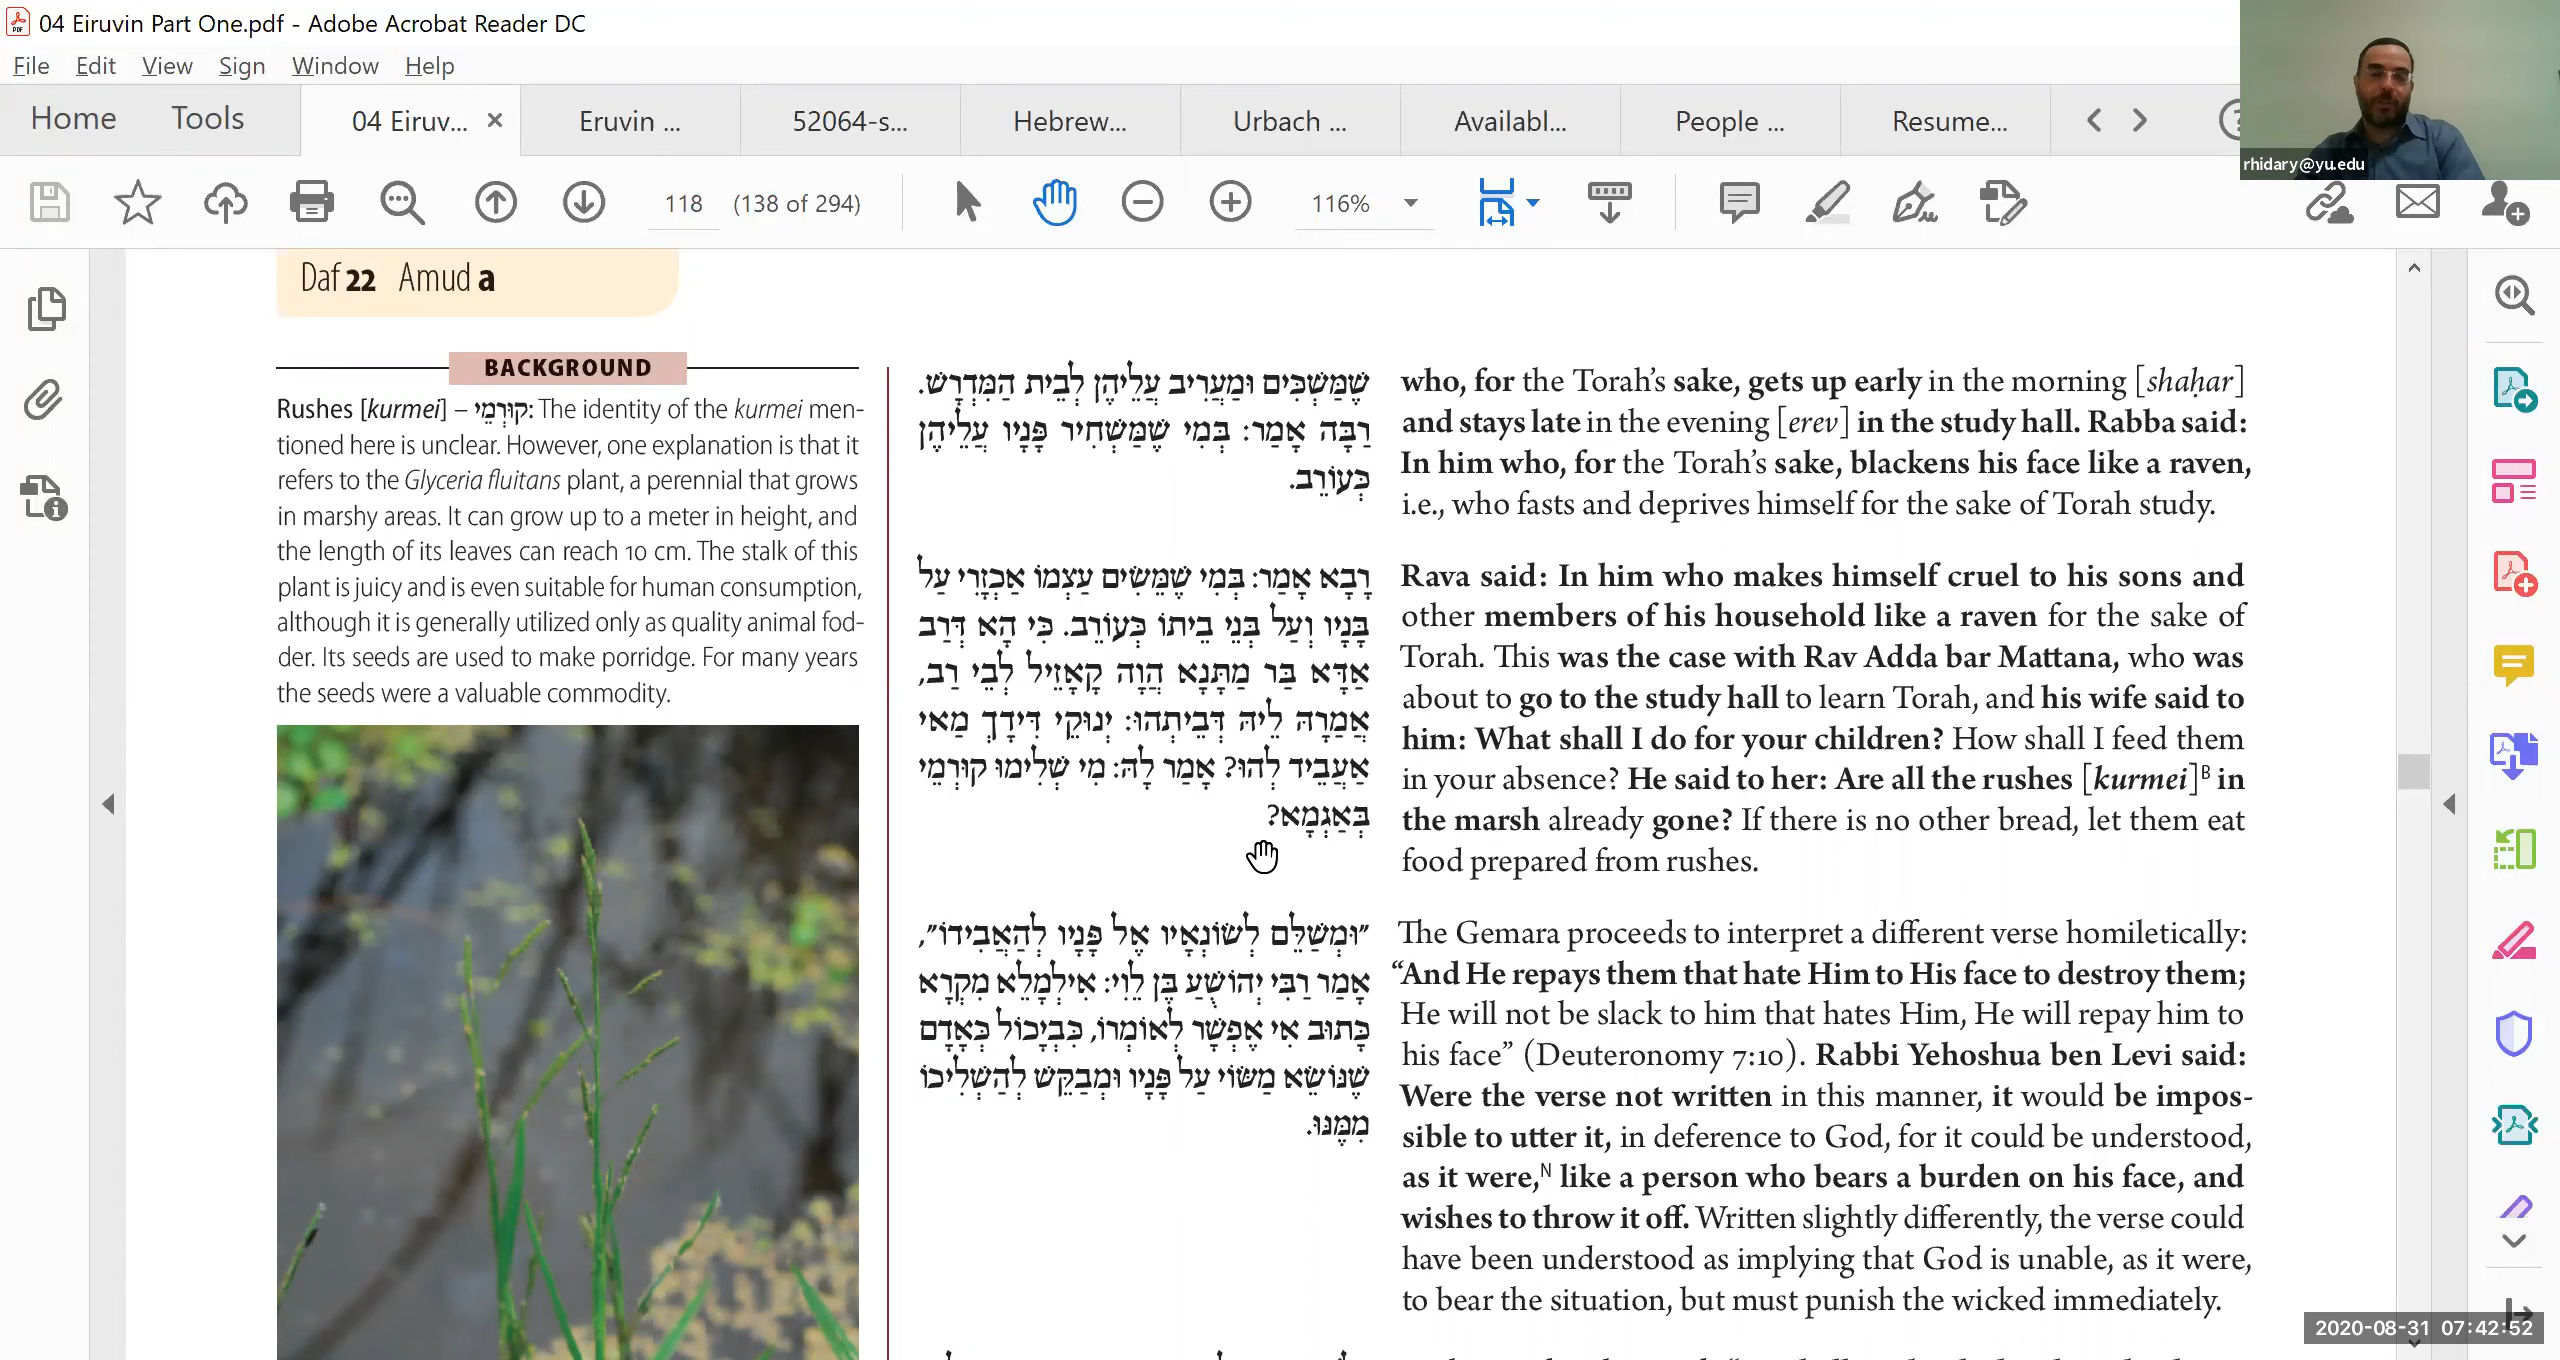 04 Eiruvin Part One.pdf - Adobe Acrobat Reader DC
File Edit View Sign Window Help
Home Tools 04 Eiruv... Eruvin ... 52064-s... Hebrew... Urbach ... Availabl... People ... Resume...
rhidary@yu.edu
118 (138 of 294) 116%
Daf 22 Amud a
BACKGROUND
Rushes [kurmei] – קוּרְמֵי: The identity of the kurmei men-
tioned here is unclear. However, one explanation is that it
refers to the Glyceria fluitans plant, a perennial that grows
in marshy areas. It can grow up to a meter in height, and
the length of its leaves can reach 10 cm. The stalk of this
plant is juicy and is even suitable for human consumption,
although it is generally utilized only as quality animal fod-
der. Its seeds are used to make porridge. For many years
the seeds were a valuable commodity.
שֶׁמַּשְׁכִּים וּמַעֲרִיב עֲלֵיהֶן לְבֵית הַמִּדְרָשׁ.
רַבָּה אָמַר: בְּמִי שֶׁמַּשְׁחִיר פָּנָיו עֲלֵיהֶן
כְּעוֹרֵב.
רָבָא אָמַר: בְּמִי שֶׁמֵּשִׂים עַצְמוֹ אַכְזָרִי עַל
בָּנָיו וְעַל בְּנֵי בֵיתוֹ כְּעוֹרֵב. כִּי הָא דְּרַב
אַדָּא בַּר מַתָּנָא הֲוָה קָאָזֵיל לְבֵי רַב,
אֲמַרָהּ לֵיהּ דְּבֵיתְהוּ: יָנוּקֵי דִּידָךְ מַאי
אַעֲבֵיד לְהוּ? אֲמַר לָהּ: מִי שְׁלִימוּ קוּרְמֵי
בְּאַגְמָא?
״וּמְשַׁלֵּם לְשׂוֹנְאָיו אֶל פָּנָיו לְהַאֲבִידוֹ״,
אָמַר רַבִּי יְהוֹשֻׁעַ בֶּן לֵוִי: אִילְמָלֵא מִקְרָא
כָּתוּב אִי אֶפְשָׁר לְאוֹמְרוֹ, כִּבְיָכוֹל כְּאָדָם
שֶׁנּוֹשֵׂא מַשּׂוֹי עַל פָּנָיו וּמְבַקֵּשׁ לְהַשְׁלִיכוֹ
מִמֶּנּוּ.
who, for the Torah’s sake, gets up early in the morning [shaḥar]
and stays late in the evening [erev] in the study hall. Rabba said:
In him who, for the Torah’s sake, blackens his face like a raven,
i.e., who fasts and deprives himself for the sake of Torah study.
Rava said: In him who makes himself cruel to his sons and
other members of his household like a raven for the sake of
Torah. This was the case with Rav Adda bar Mattana, who was
about to go to the study hall to learn Torah, and his wife said to
him: What shall I do for your children? How shall I feed them
in your absence? He said to her: Are all the rushes [kurmei]B in
the marsh already gone? If there is no other bread, let them eat
food prepared from rushes.
The Gemara proceeds to interpret a different verse homiletically:
“And He repays them that hate Him to His face to destroy them;
He will not be slack to him that hates Him, He will repay him to
his face” (Deuteronomy 7:10). Rabbi Yehoshua ben Levi said:
Were the verse not written in this manner, it would be impos-
sible to utter it, in deference to God, for it could be understood,
as it were,N like a person who bears a burden on his face, and
wishes to throw it off. Written slightly differently, the verse could
have been understood as implying that God is unable, as it were,
to bear the situation, but must punish the wicked immediately.
2020-08-31 07:42:52